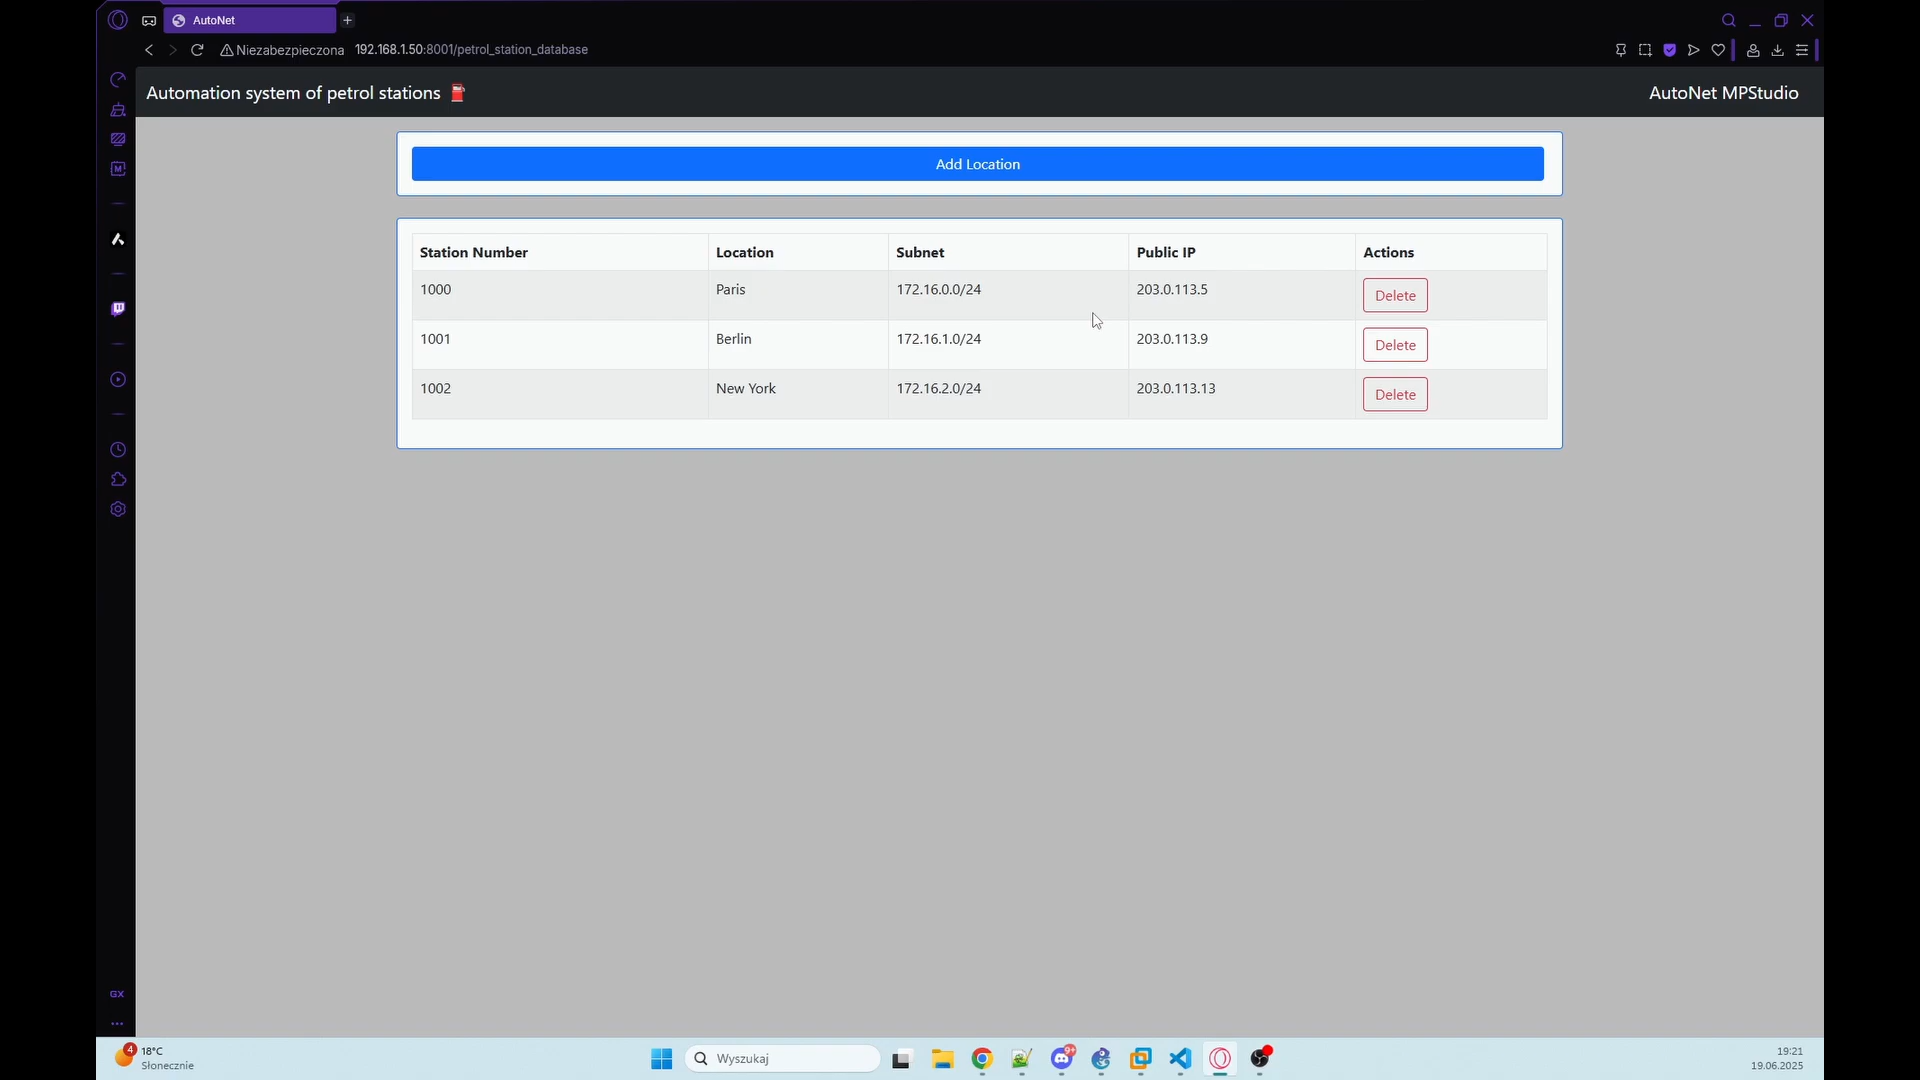 AutoNet
Niezabezpieczona 192.168.1.50:8001/petrol_station_database
Automation system of petrol stations
AutoNet MPStudio
Add Location
Station Number Location Subnet Public IP Actions
1000 Paris 172.16.0.0/24 203.0.113.5 Delete
1001 Berlin 172.16.1.0/24 203.0.113.9 Delete
1002 New York 172.16.2.0/24 203.0.113.13 Delete
GX
4
18°C
Słonecznie
Wyszukaj
9+
19:21
19.06.2025